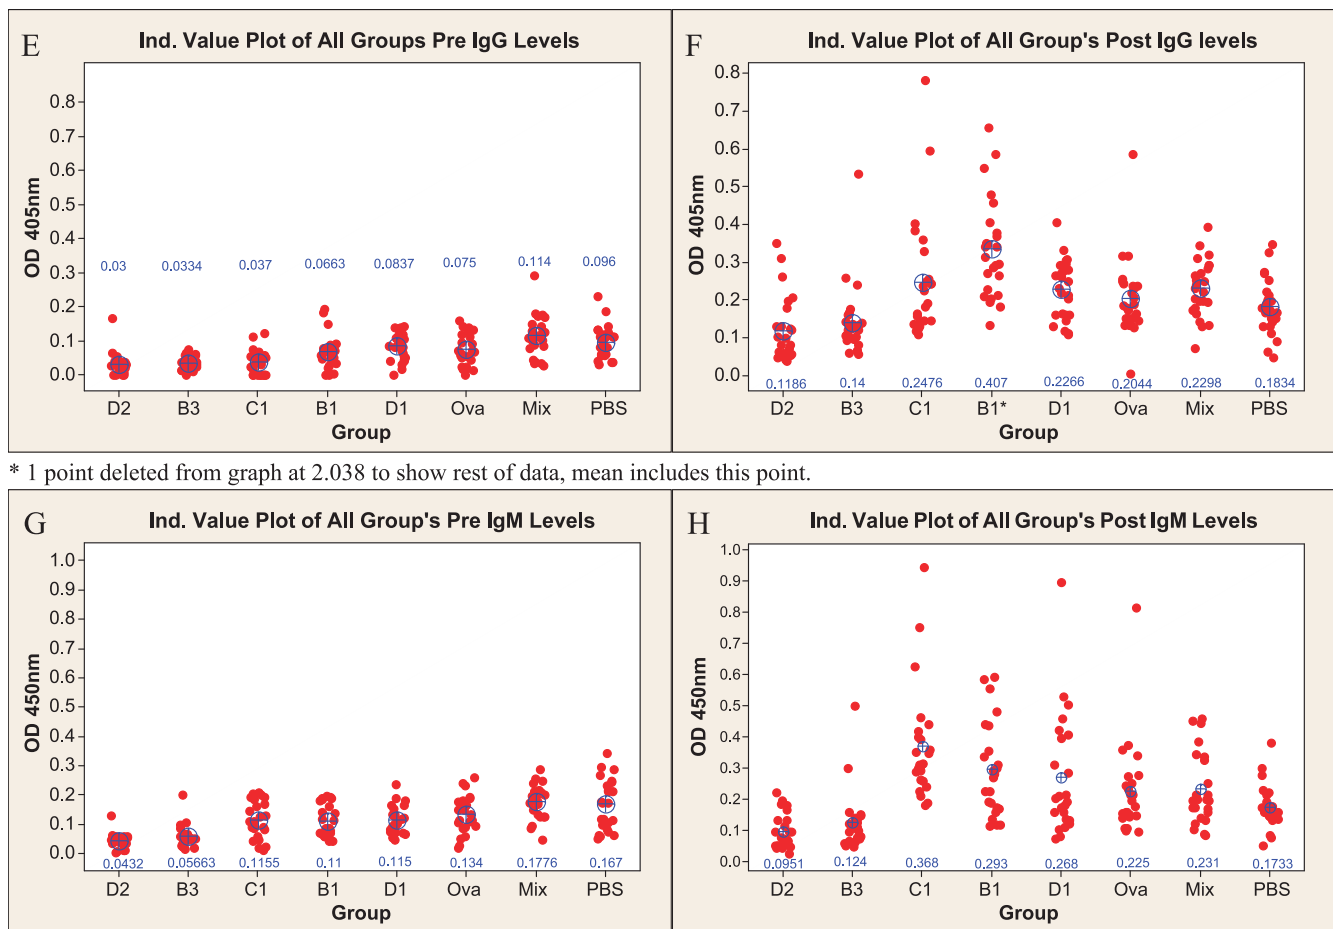 E Ind. Value Plot of All Groups Pre IgG Levels
OD 405nm
0.8
0.7
0.6
0.5
0.4
0.3
0.2
0.1
0.0
0.03 0.0334 0.037 0.0663 0.0837 0.075 0.114 0.096
D2 B3 C1 B1 D1 Ova Mix PBS
Group
F Ind. Value Plot of All Group's Post IgG levels
OD 405nm
0.8
0.7
0.6
0.5
0.4
0.3
0.2
0.1
0.0
0.1186 0.14 0.2476 0.407 0.2266 0.2044 0.2298 0.1834
D2 B3 C1 B1* D1 Ova Mix PBS
Group
* 1 point deleted from graph at 2.038 to show rest of data, mean includes this point.
G Ind. Value Plot of All Group's Pre IgM Levels
OD 450nm
1.0
0.9
0.8
0.7
0.6
0.5
0.4
0.3
0.2
0.1
0.0
0.0432 0.05663 0.1155 0.11 0.115 0.134 0.1776 0.167
D2 B3 C1 B1 D1 Ova Mix PBS
Group
H Ind. Value Plot of All Group's Post IgM Levels
OD 450nm
1.0
0.9
0.8
0.7
0.6
0.5
0.4
0.3
0.2
0.1
0.0
0.0951 0.124 0.368 0.293 0.268 0.225 0.231 0.1733
D2 B3 C1 B1 D1 Ova Mix PBS
Group